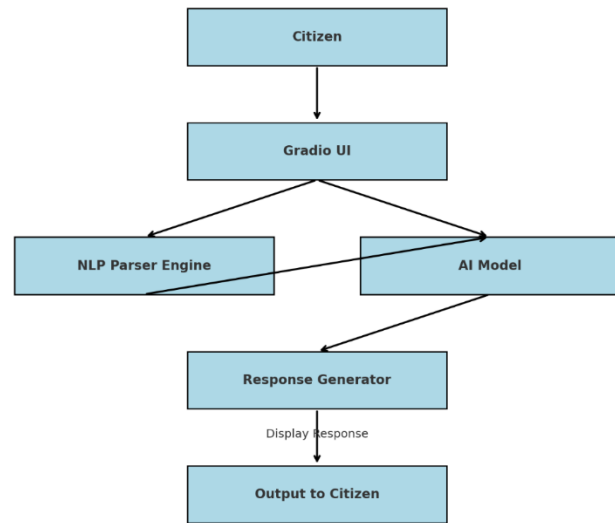 Citizen
Gradio UI
NLP Parser Engine
AI Model
Response Generator
Display Response
Output to Citizen